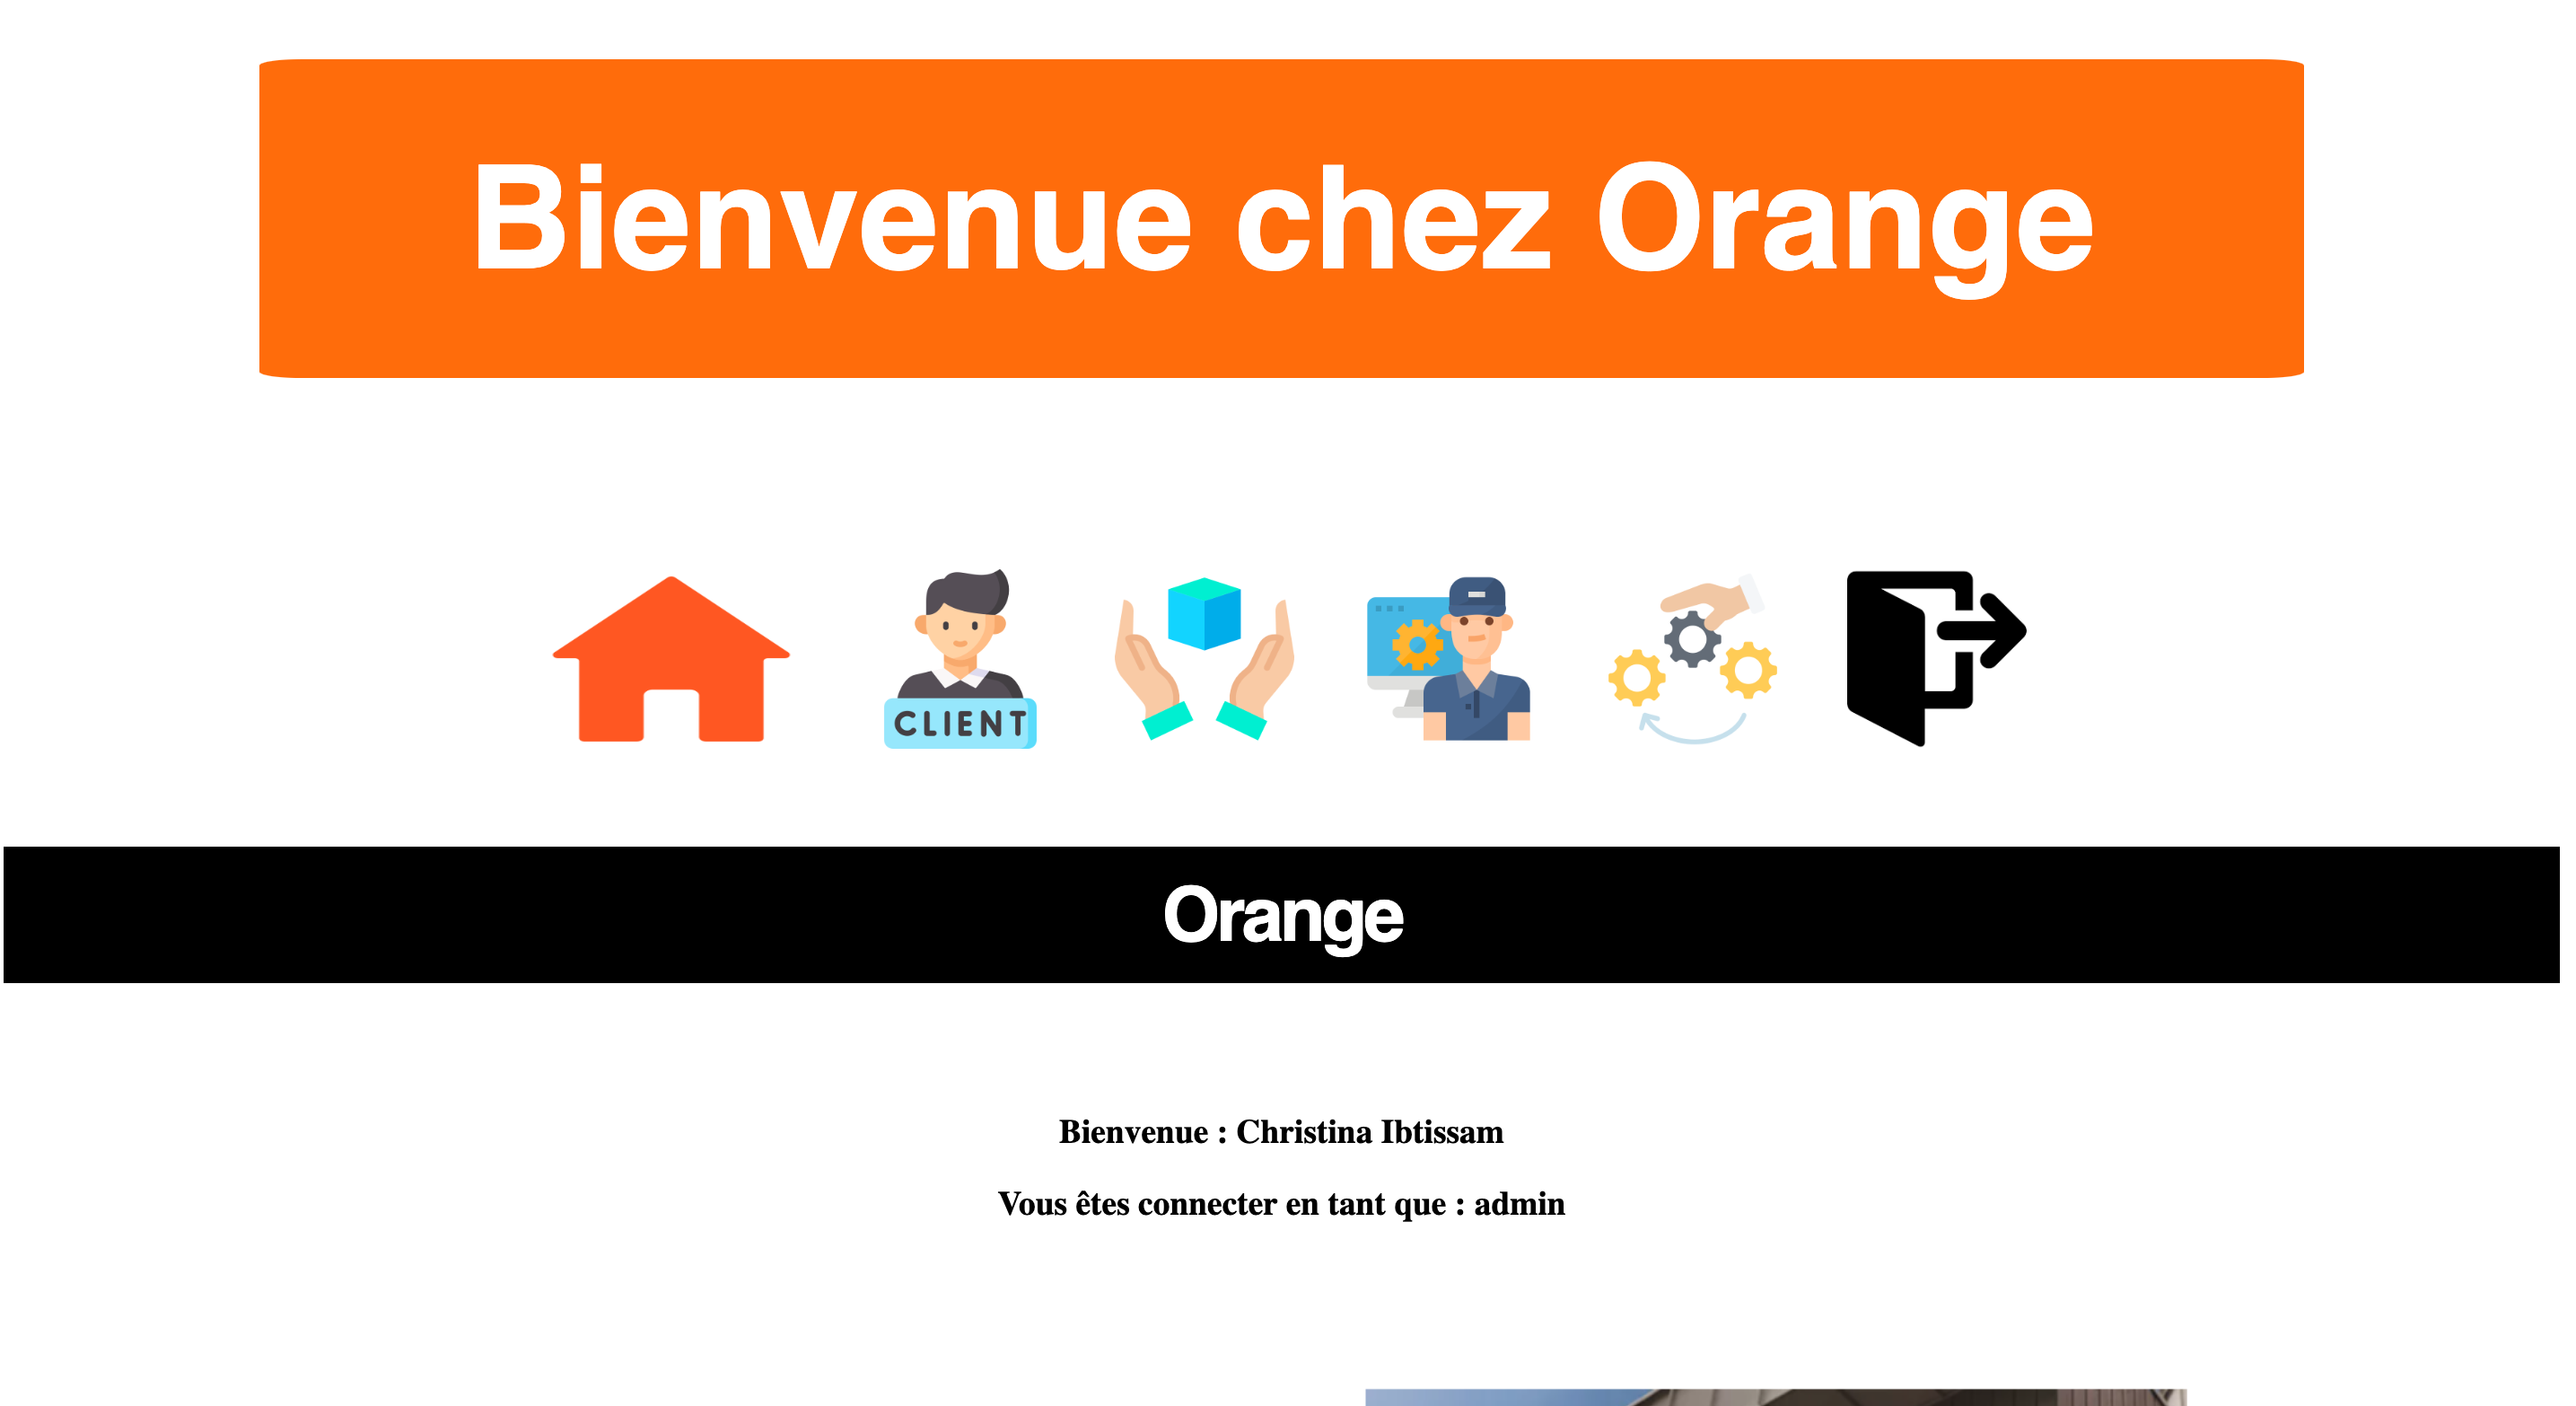 Bienvenue chez Orange
CLIENT
Orange
Bienvenue : Christina Ibtissam
Vous êtes connecter en tant que : admin